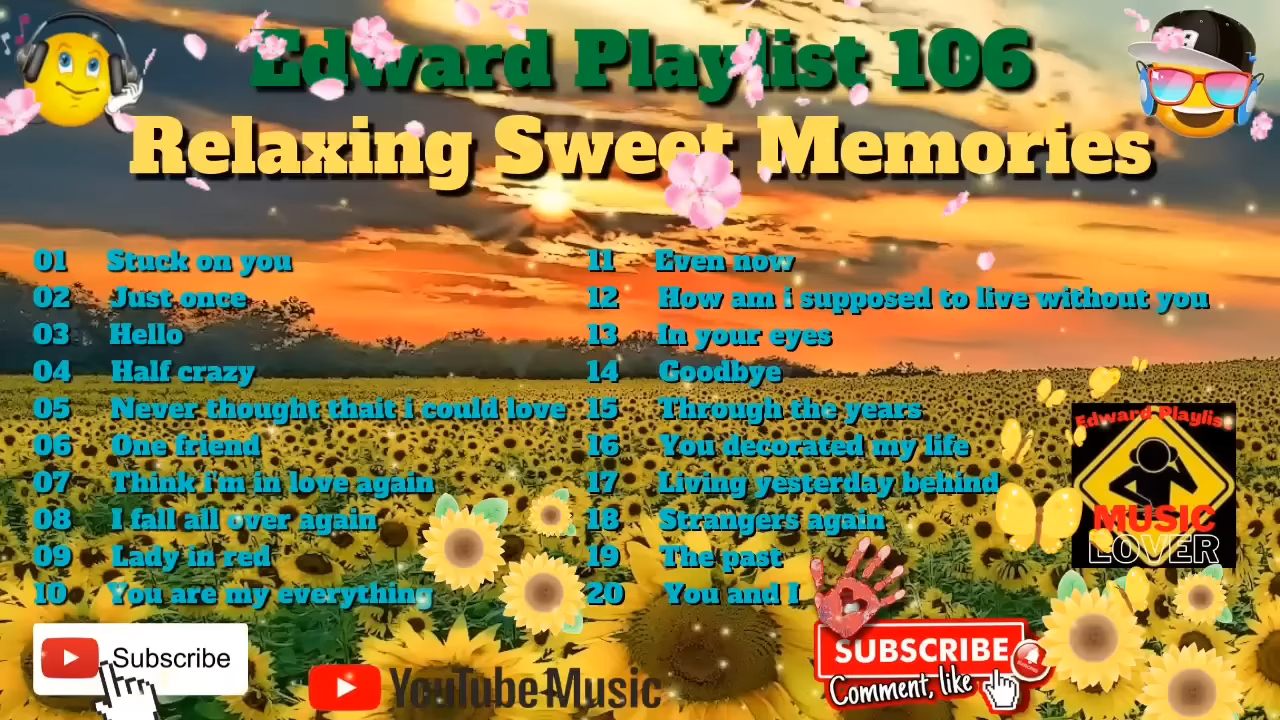 Edward Playlist 106
Relaxing Sweet Memories
01 Stuck on you
02 Just once
03 Hello
04 Half crazy
05 Never thought thait i could love
06 One friend
07 Think i'm in love again
08 I fall all over again
09 Lady in red
10 You are my everything
11 Even now
12 How am i supposed to live without you
13 In your eyes
14 Goodbye
15 Through the years
16 You decorated my life
17 Living yesterday behind
18 Strangers again
19 The past
20 You and I
Edward Playlist
MUSIC
LOVER
Subscribe
YouTube Music
SUBSCRIBE
Comment, like